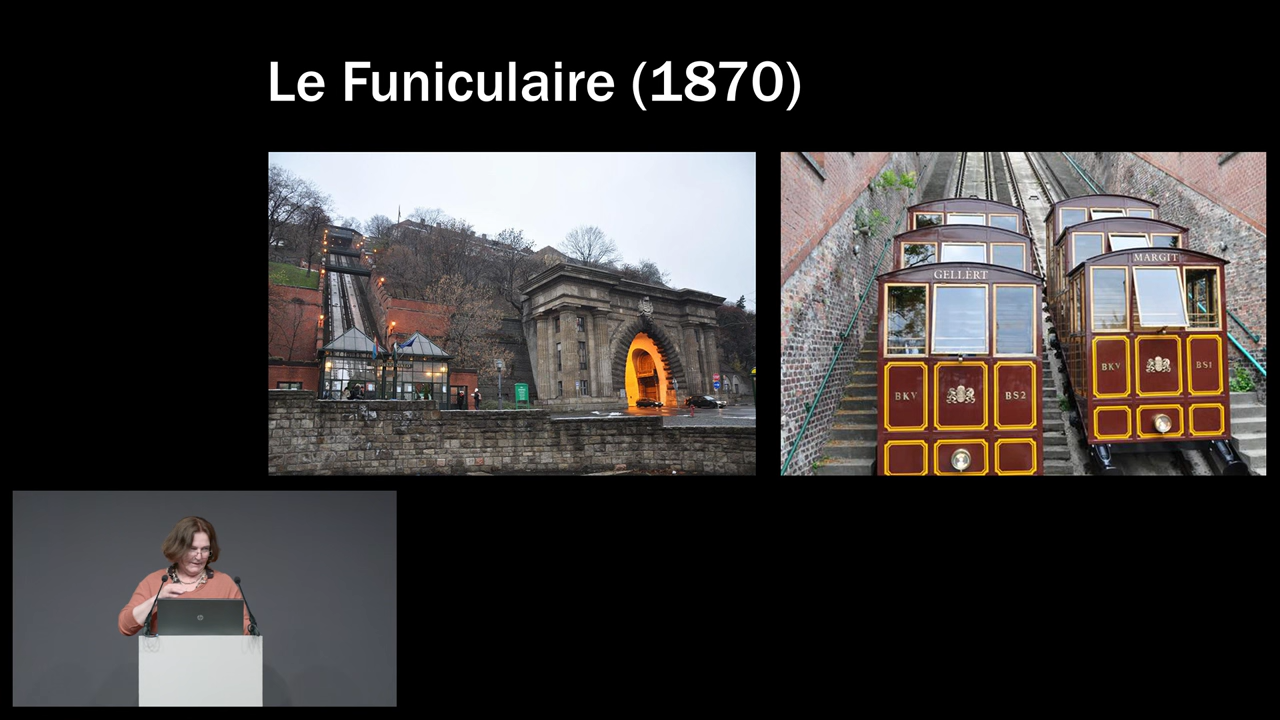 Le Funiculaire (1870)
GELLÉRT
MARGIT
BKV
BS2
BKV
BS1